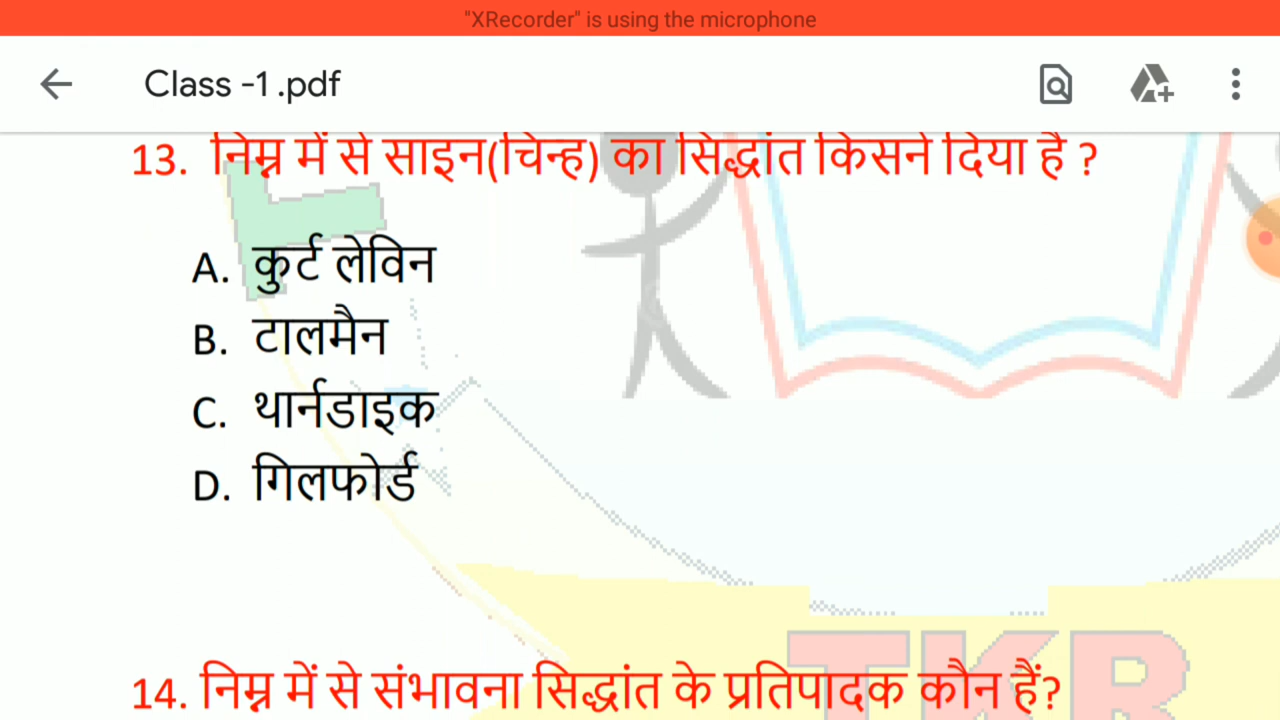 "XRecorder" is using the microphone
Class -1 .pdf
13. निम्न में से साइन(चिन्ह) का सिद्धांत किसने दिया है ?
A. कुर्ट लेविन
B. टालमैन
C. थार्नडाइक
D. गिलफोर्ड
14. निम्न में से संभावना सिद्धांत के प्रतिपादक कौन हैं?
TKR